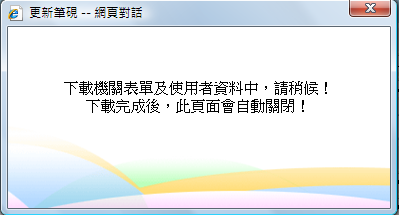 更新筆硯 -- 網頁對話
下載機關表單及使用者資料中，請稍候！
下載完成後，此頁面會自動關閉！